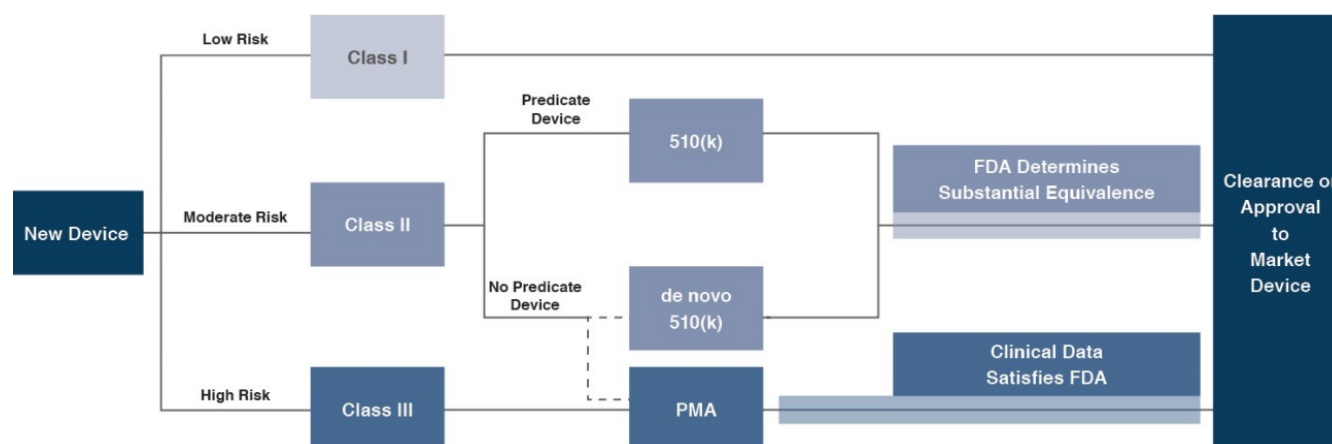 Low Risk
Class I
Predicate
Device
510(k)
FDA Determines
Substantial Equivalence
New Device
Moderate Risk
Class II
Clearance or
Approval
to
Market
Device
No Predicate
Device
de novo
510(k)
Clinical Data
Satisfies FDA
High Risk
Class III
PMA